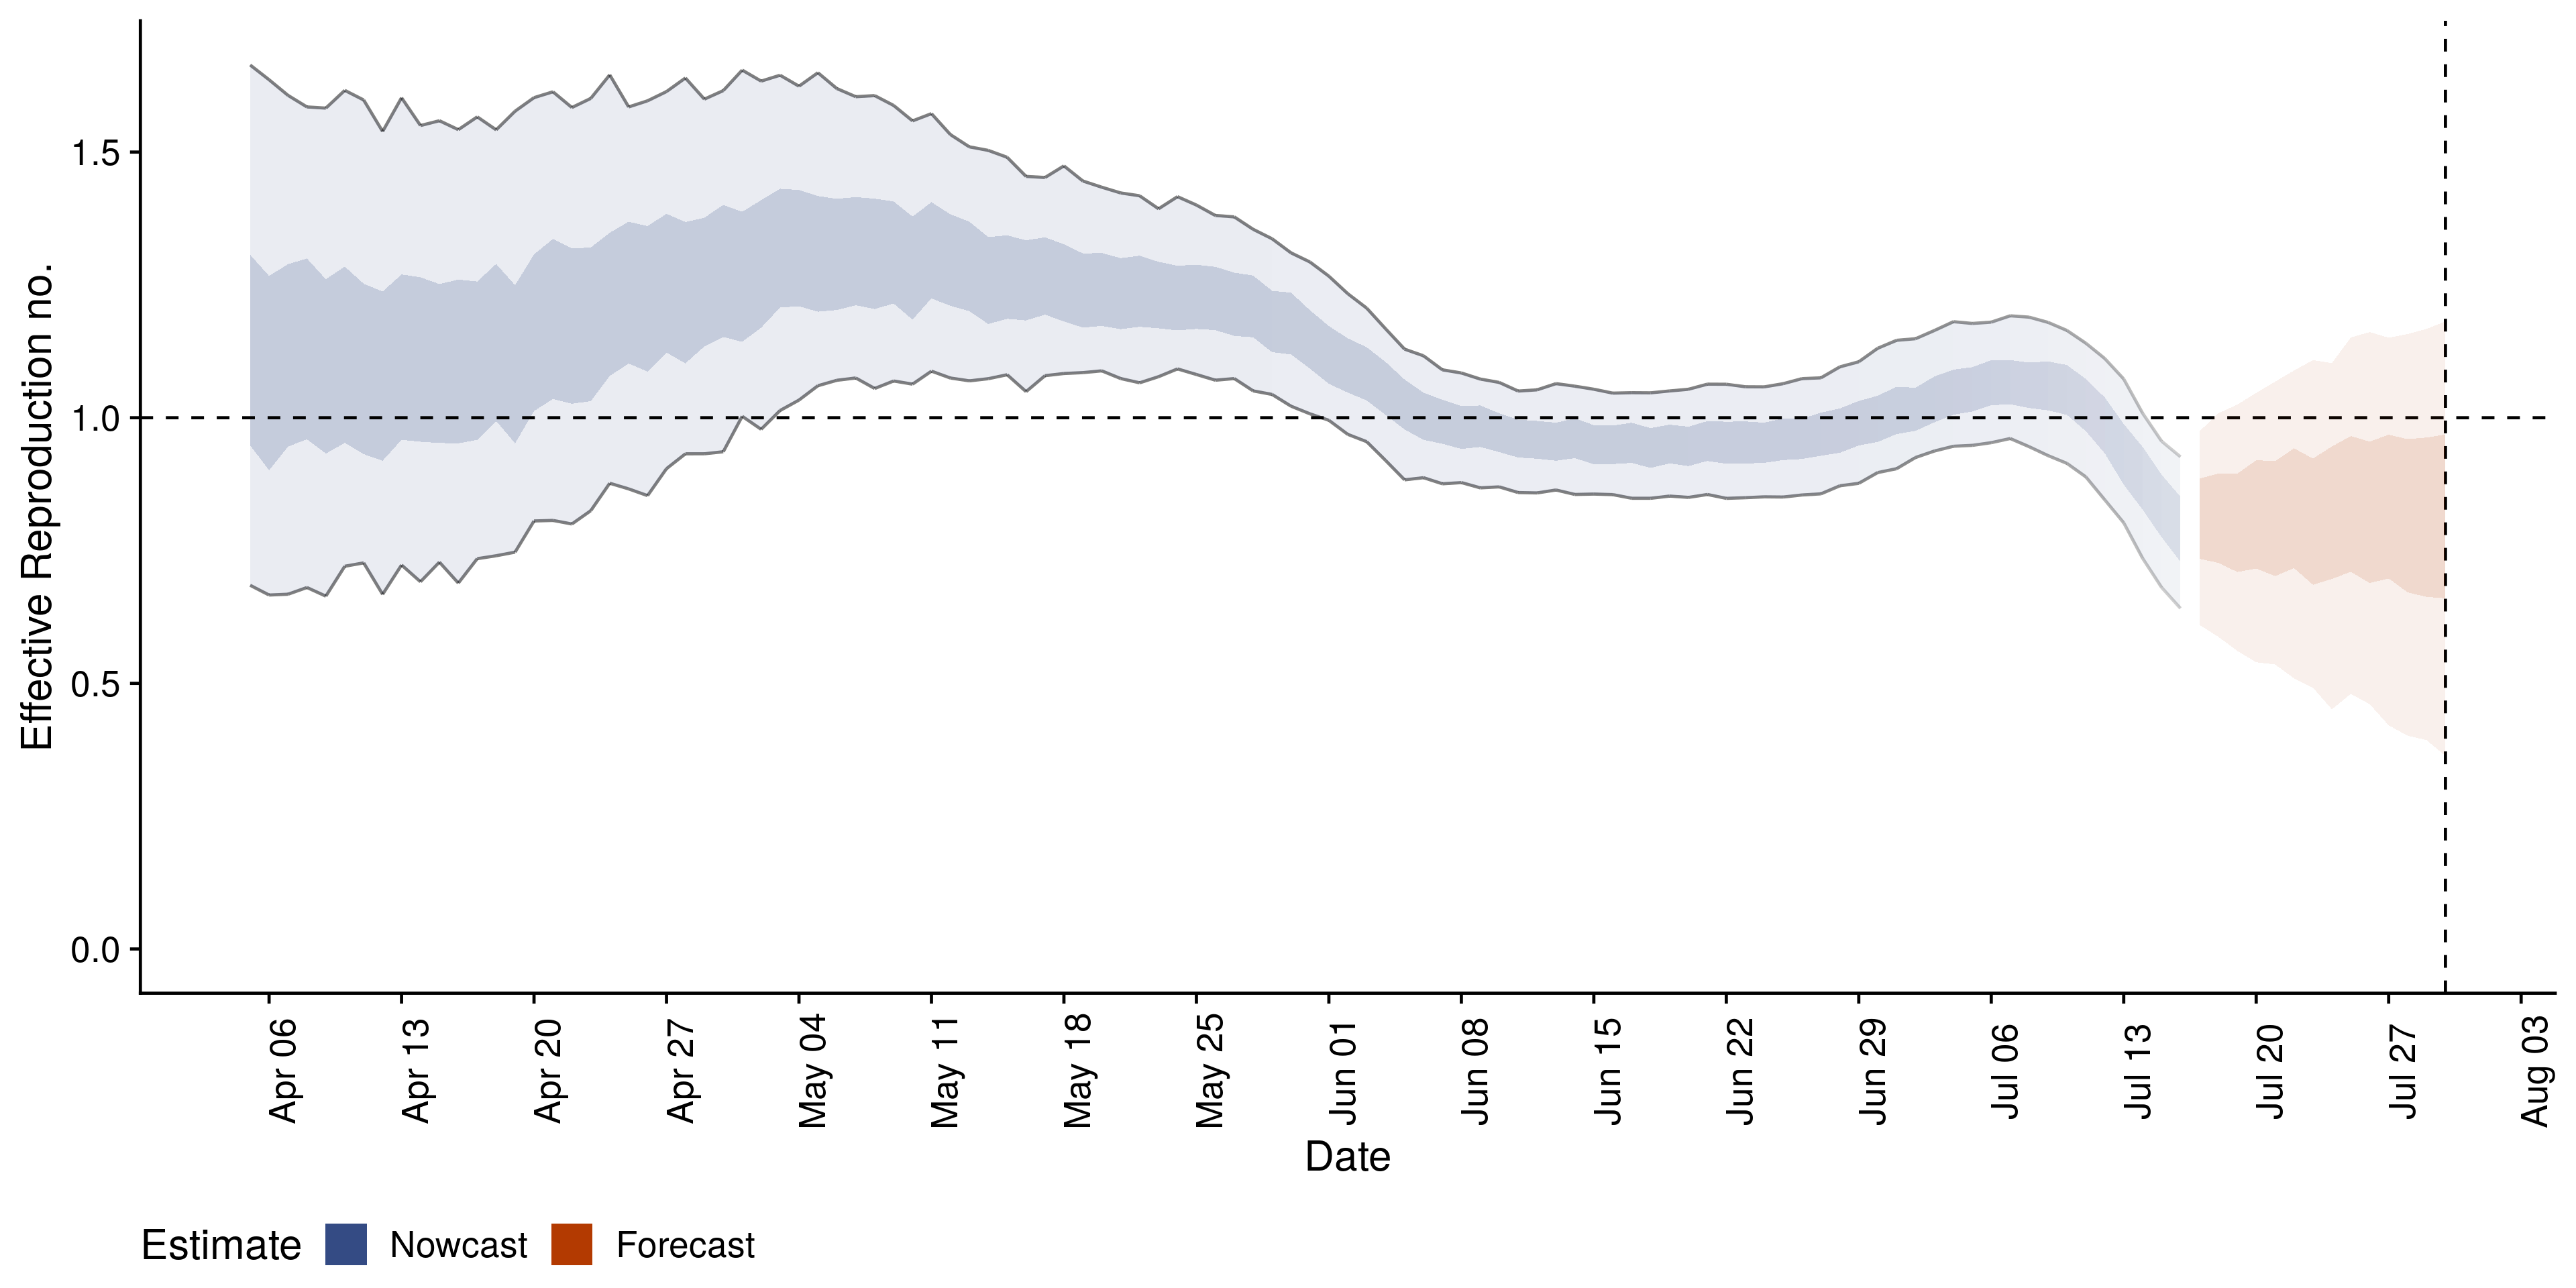 Effective Reproduction no.
1.5
1.0
0.5
0.0
Apr 06
Apr 13
Apr 20
Apr 27
May 04
May 11
May 18
May 25
Jun 01
Jun 08
Jun 15
Jun 22
Jun 29
Jul 06
Jul 13
Jul 20
Jul 27
Aug 03
Date
Estimate Nowcast Forecast